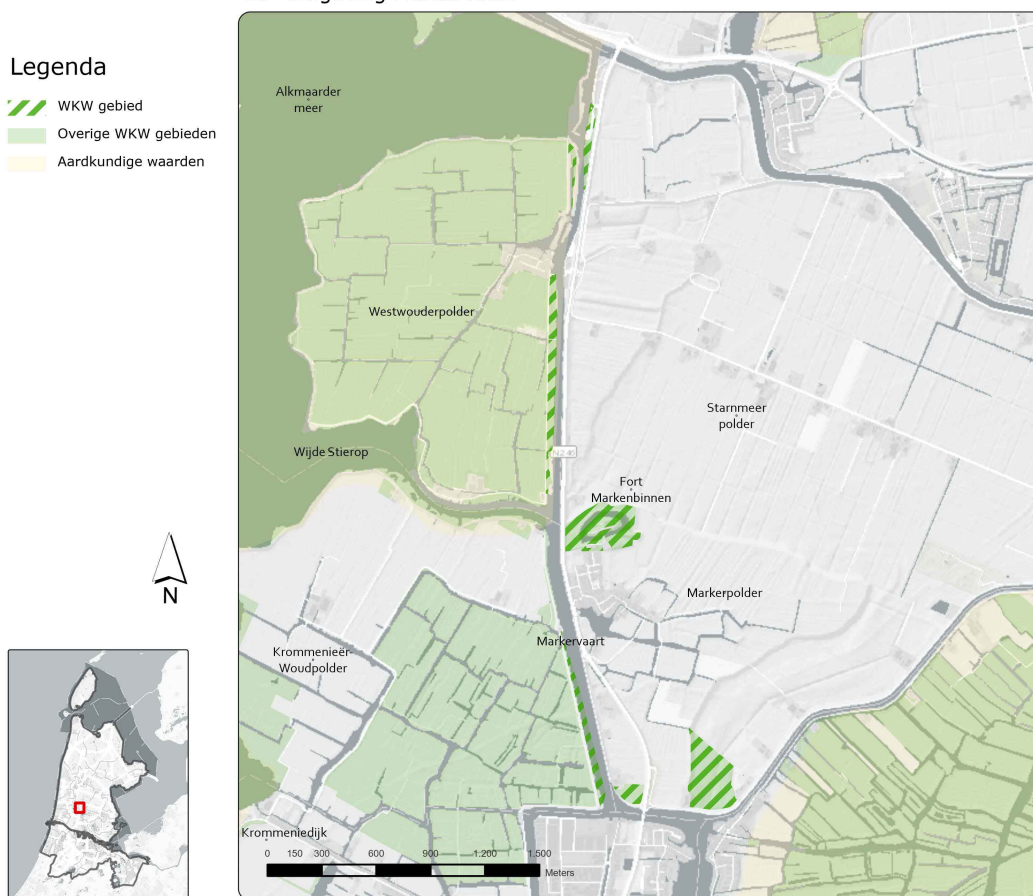 Legenda
WKW gebied
Overige WKW gebieden
Aardkundige waarden
N
Alkmaarder
meer
Westwouderpolder
Starnmeer
polder
Wijde Stierop
N246
Fort
Markenbinnen
Markerpolder
Markervaart
Krommenieër-
Woudpolder
Krommeniedijk
0 150 300 600 900 1.200 1.500
Meters